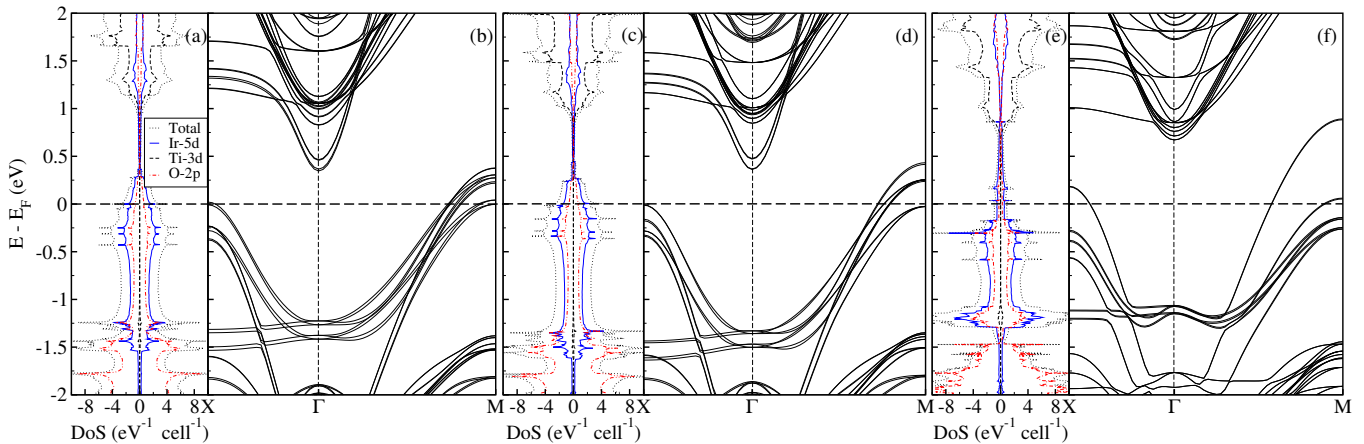 2
1.5
1
0.5
0
-0.5
-1
-1.5
-2
E - E_F (eV)
(a)
(b)
(c)
(d)
(e)
(f)
Total
Ir-5d
Ti-3d
O-2p
-8 -4 0 4 8 X Γ M -8 -4 0 4 8 X Γ M -8 -4 0 4 8 X Γ M
DoS (eV⁻¹ cell⁻¹) DoS (eV⁻¹ cell⁻¹) DoS (eV⁻¹ cell⁻¹)